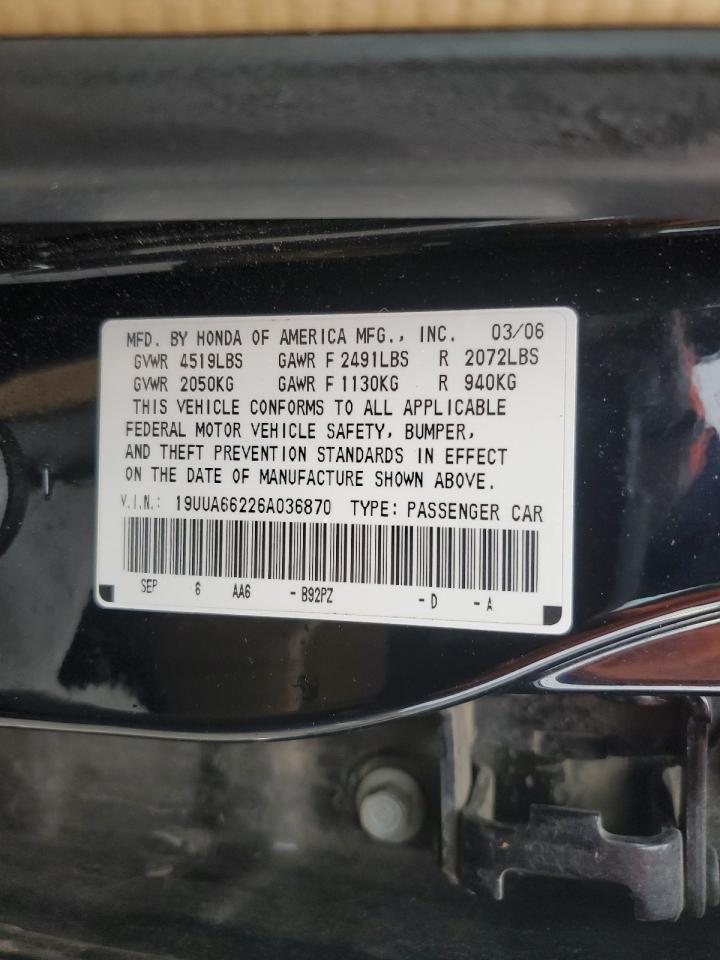 MFD. BY HONDA OF AMERICA MFG., INC. 03/06
GVWR 4519LBS GAWR F 2491LBS R 2072LBS
GVWR 2050KG GAWR F 1130KG R 940KG
THIS VEHICLE CONFORMS TO ALL APPLICABLE
FEDERAL MOTOR VEHICLE SAFETY, BUMPER,
AND THEFT PREVENTION STANDARDS IN EFFECT
ON THE DATE OF MANUFACTURE SHOWN ABOVE.
V.I.N.: 19UUA66226A036870 TYPE: PASSENGER CAR
SEP 6 AA6 - B92PZ - D - A